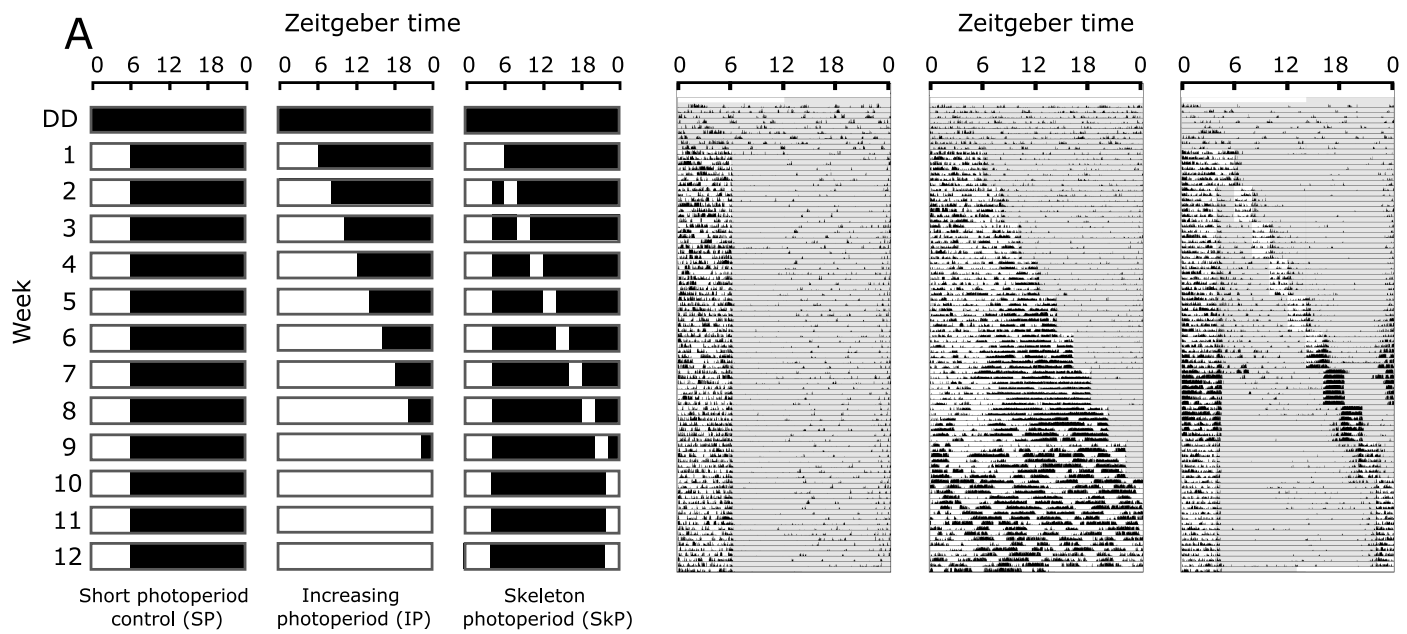 A
Zeitgeber time
Zeitgeber time
0 6 12 18 0
0 6 12 18 0
0 6 12 18 0
0 6 12 18 0
0 6 12 18 0
0 6 12 18 0
Week
DD
1
2
3
4
5
6
7
8
9
10
11
12
Short photoperiod
control (SP)
Increasing
photoperiod (IP)
Skeleton
photoperiod (SkP)